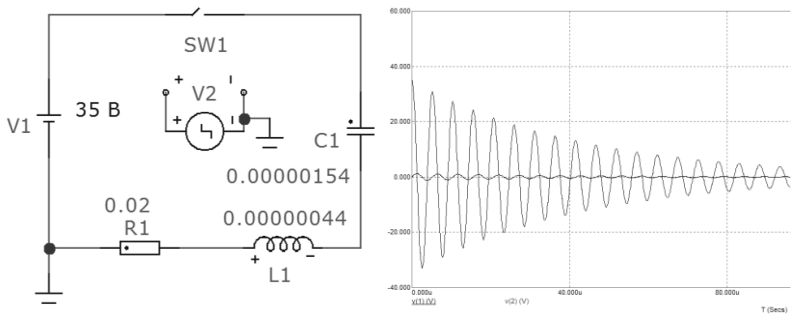 SW1
+ I
V2
+ I
V1
35 В
C1
0.00000154
0.02
0.00000044
R1
+ -
L1
60.000
40.000
20.000
0.000
-20.000
-40.000
0.000u 40.000u 80.000u
v(1) (V) v(2) (V)
T (Secs)